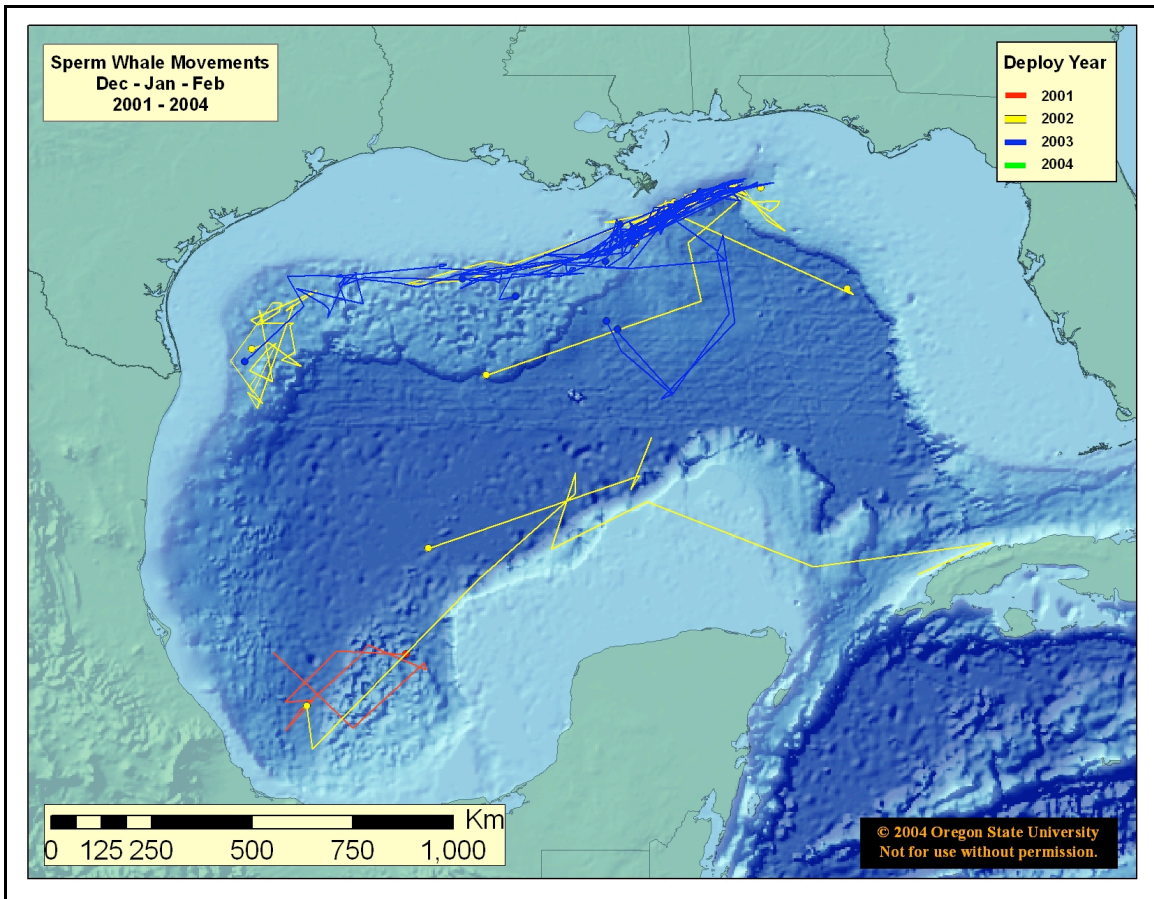 Sperm Whale Movements
Dec - Jan - Feb
2001 - 2004
Deploy Year
2001
2002
2003
2004
Km
0 125 250 500 750 1,000
© 2004 Oregon State University
Not for use without permission.